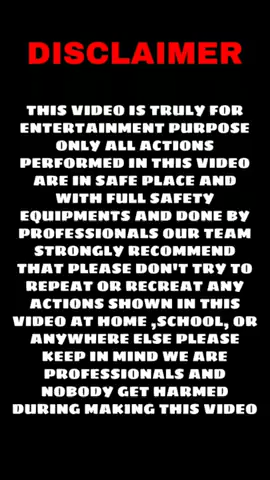 DISCLAIMER
THIS VIDEO IS TRULY FOR
ENTERTAINMENT PURPOSE
ONLY ALL ACTIONS
PERFORMED IN THIS VIDEO
ARE IN SAFE PLACE AND
WITH FULL SAFETY
EQUIPMENTS AND DONE BY
PROFESSIONALS OUR TEAM
STRONGLY RECOMMEND
THAT PLEASE DON'T TRY TO
REPEAT OR RECREAT ANY
ACTIONS SHOWN IN THIS
VIDEO AT HOME ,SCHOOL, OR
ANYWHERE ELSE PLEASE
KEEP IN MIND WE ARE
PROFESSIONALS AND
NOBODY GET HARMED
DURING MAKING THIS VIDEO